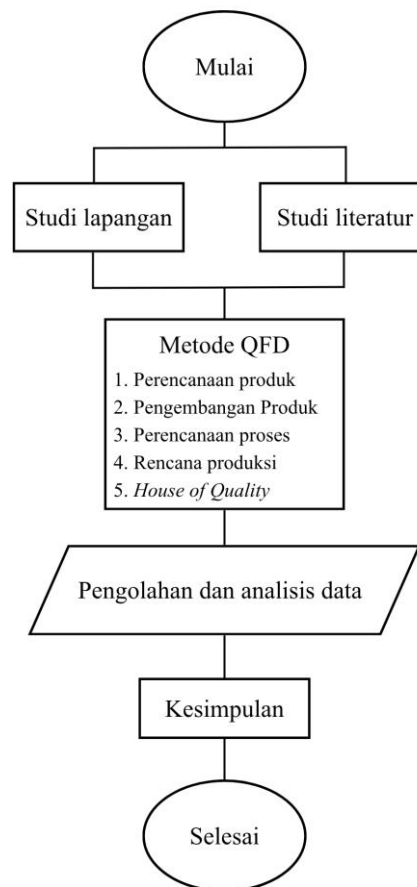 Mulai
Studi lapangan
Studi literatur
Metode QFD
1. Perencanaan produk
2. Pengembangan Produk
3. Perencanaan proses
4. Rencana produksi
5. House of Quality
Pengolahan dan analisis data
Kesimpulan
Selesai